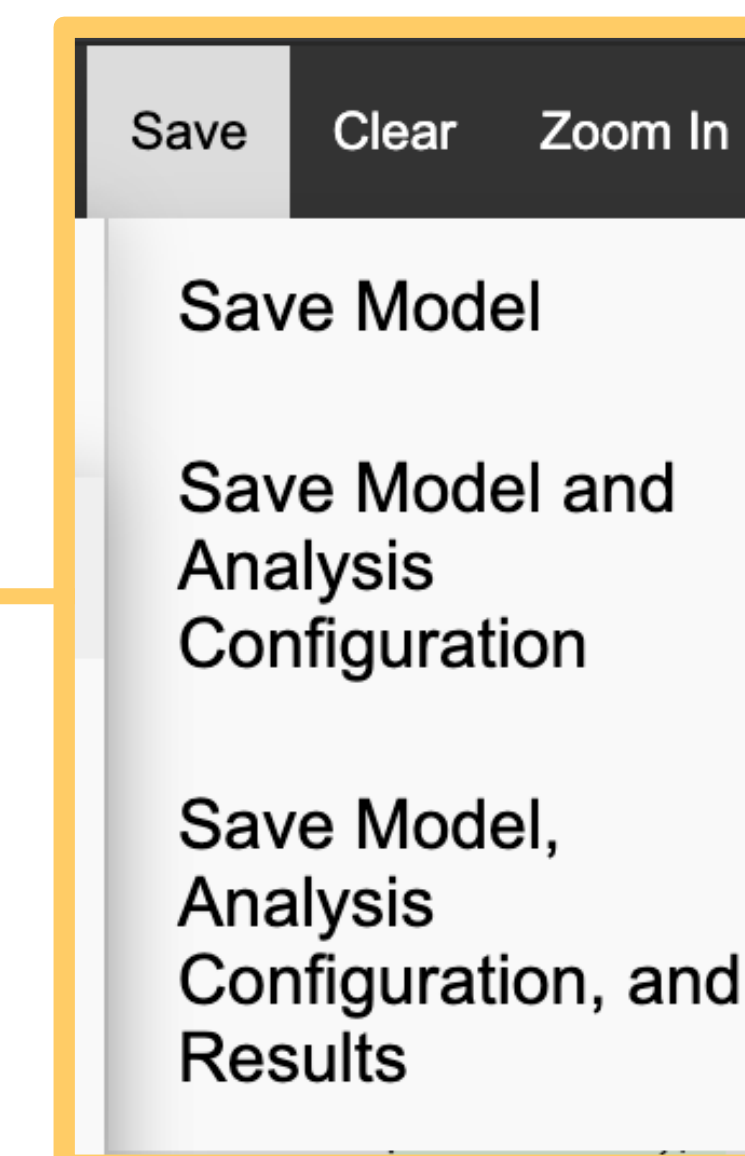 Save Clear Zoom In
Save Model
Save Model and
Analysis
Configuration
Save Model,
Analysis
Configuration, and
Results